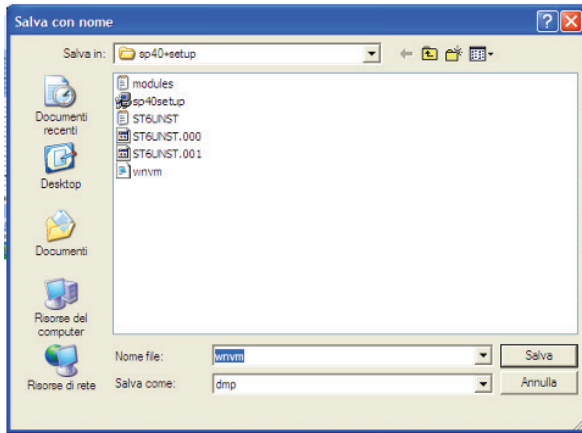 Salva con nome
Salva in: sp40+setup
modules
sp40setup
ST6UNST
ST6UNST.000
ST6UNST.001
wnvm
Documenti
recenti
Desktop
Documenti
Risorse del
computer
Risorse di rete
Nome file: wnvm Salva
Salva come: dmp Annulla